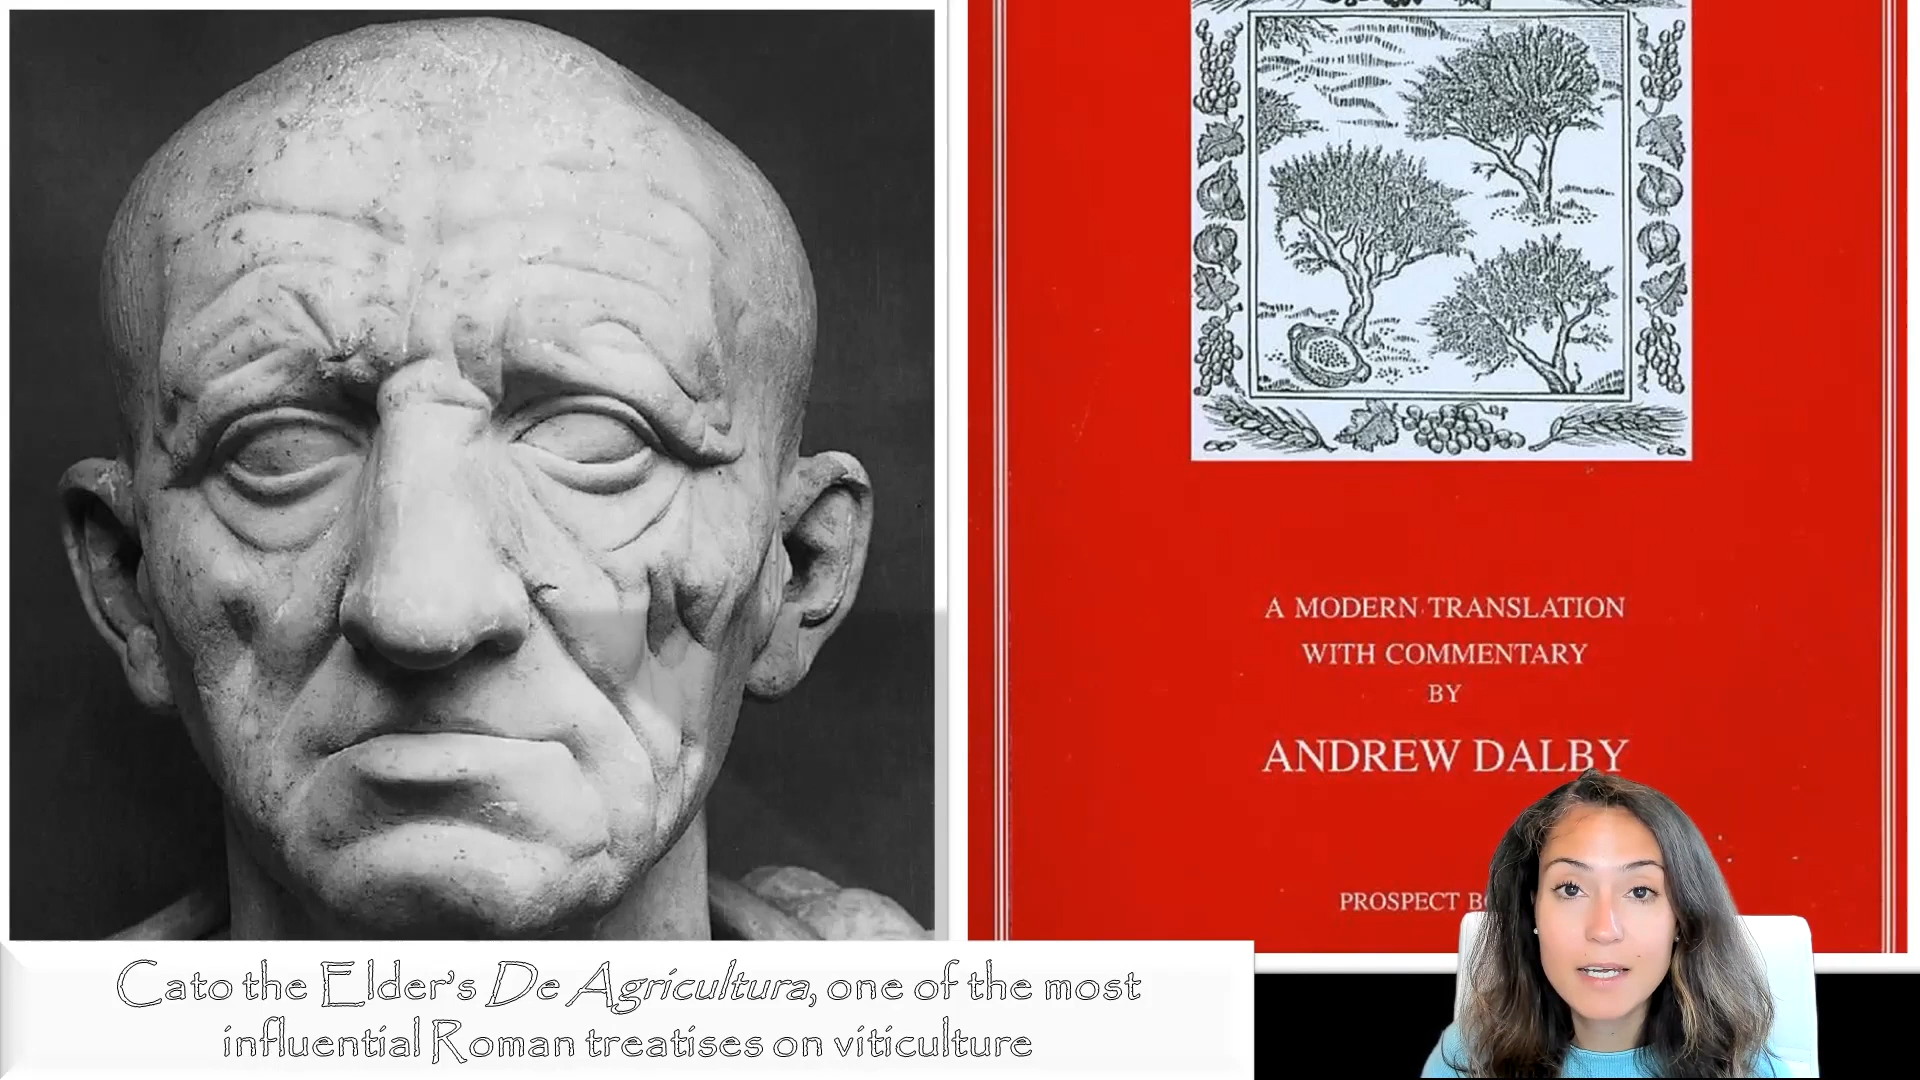 A MODERN TRANSLATION
WITH COMMENTARY
BY
ANDREW DALBY
PROSPECT
Cato the Elder's De Agricultura, one of the most
influential Roman treatises on viticulture